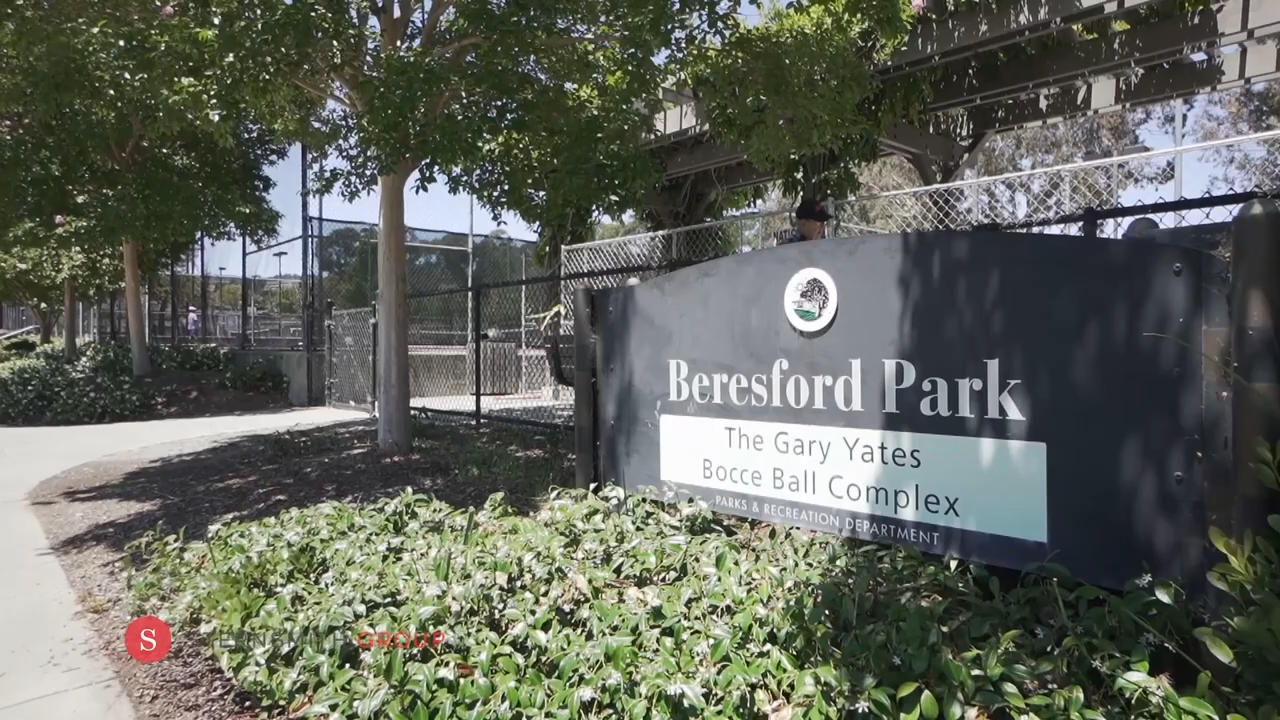 Beresford Park
The Gary Yates
Bocce Ball Complex
PARKS & RECREATION DEPARTMENT
S
GROUP